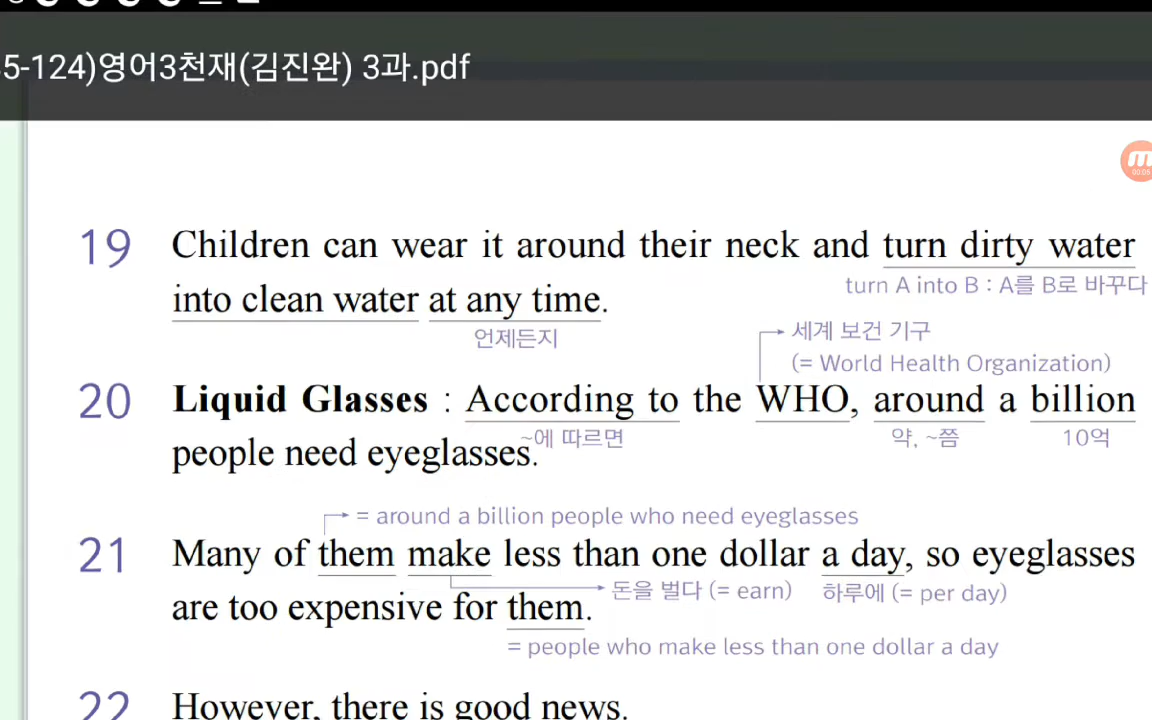 5-124)영어3천재(김진완) 3과.pdf
00:05
19 Children can wear it around their neck and turn dirty water
turn A into B : A를 B로 바꾸다
into clean water at any time.
언제든지
세계 보건 기구
(= World Health Organization)
20 Liquid Glasses : According to the WHO, around a billion
~에 따르면 약, ~쯤 10억
people need eyeglasses.
= around a billion people who need eyeglasses
21 Many of them make less than one dollar a day, so eyeglasses
돈을 벌다 (= earn) 하루에 (= per day)
are too expensive for them.
= people who make less than one dollar a day
22 However, there is good news.